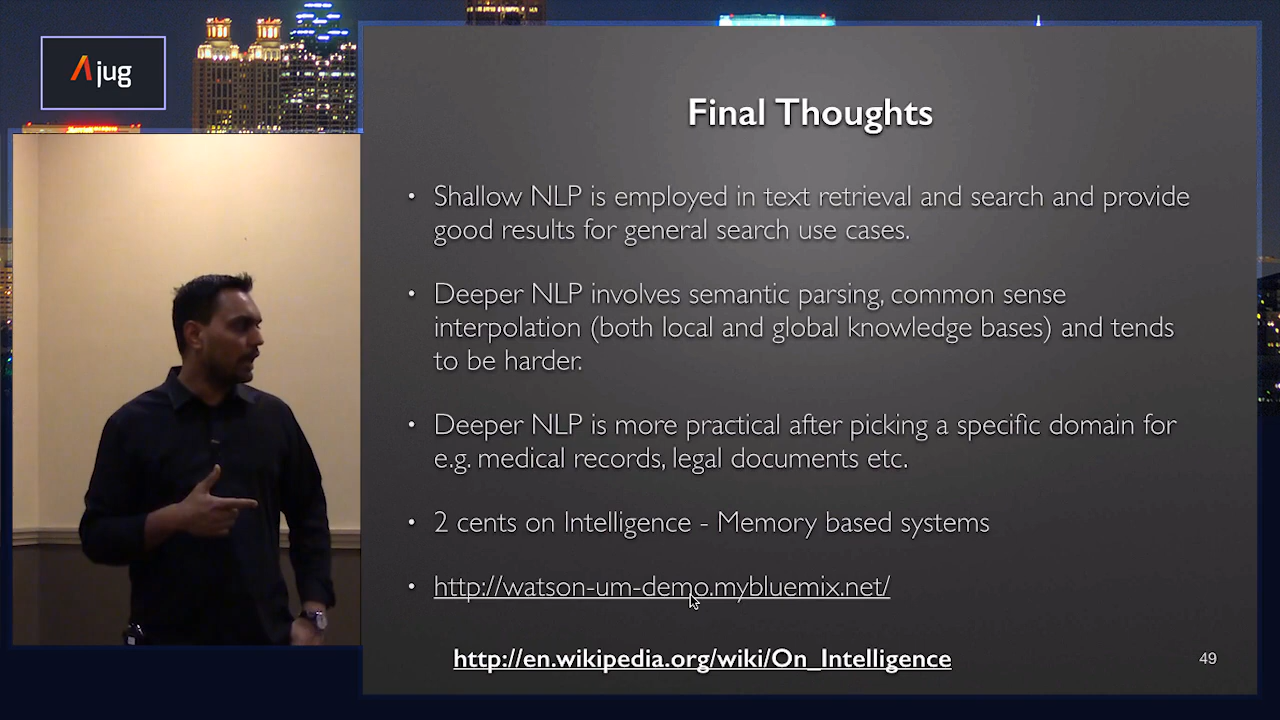 jug
Final Thoughts
• Shallow NLP is employed in text retrieval and search and provide
good results for general search use cases.
• Deeper NLP involves semantic parsing, common sense
interpolation (both local and global knowledge bases) and tends
to be harder.
• Deeper NLP is more practical after picking a specific domain for
e.g. medical records, legal documents etc.
• 2 cents on Intelligence - Memory based systems
• http://watson-um-demo.mybluemix.net/
http://en.wikipedia.org/wiki/On_Intelligence
49